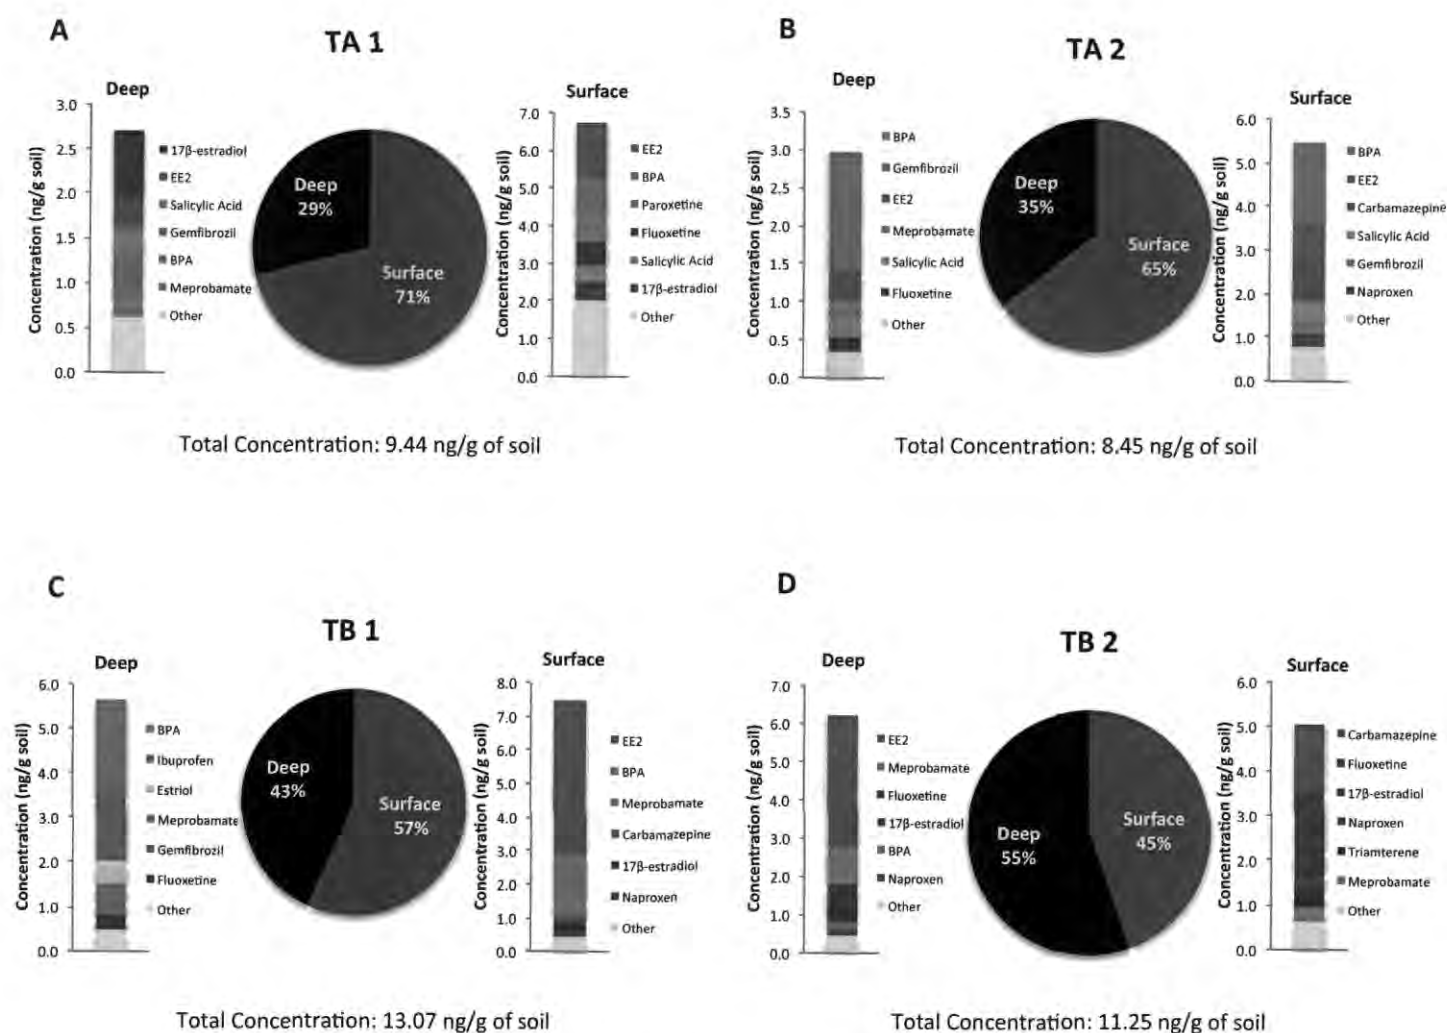 A
TA 1
Deep
Concentration (ng/g soil)
3.0
2.5
2.0
1.5
1.0
0.5
0.0
17β-estradiol
EE2
Salicylic Acid
Gemfibrozil
BPA
Meprobamate
Other
Deep
29%
Surface
71%
Surface
Concentration (ng/g soil)
7.0
6.0
5.0
4.0
3.0
2.0
1.0
0.0
EE2
BPA
Paroxetine
Fluoxetine
Salicylic Acid
17β-estradiol
Other
Total Concentration: 9.44 ng/g of soil
B
TA 2
Deep
Concentration (ng/g soil)
3.5
3.0
2.5
2.0
1.5
1.0
0.5
0.0
BPA
Gemfibrozil
EE2
Meprobamate
Salicylic Acid
Fluoxetine
Other
Deep
35%
Surface
65%
Surface
Concentration (ng/g soil)
6.0
5.0
4.0
3.0
2.0
1.0
0.0
BPA
EE2
Carbamazepine
Salicylic Acid
Gemfibrozil
Naproxen
Other
Total Concentration: 8.45 ng/g of soil
C
TB 1
Deep
Concentration (ng/g soil)
6.0
5.0
4.0
3.0
2.0
1.0
0.0
BPA
Ibuprofen
Estriol
Meprobamate
Gemfibrozil
Fluoxetine
Other
Deep
43%
Surface
57%
Surface
Concentration (ng/g soil)
8.0
7.0
6.0
5.0
4.0
3.0
2.0
1.0
0.0
EE2
BPA
Meprobamate
Carbamazepine
17β-estradiol
Naproxen
Other
Total Concentration: 13.07 ng/g of soil
D
TB 2
Deep
Concentration (ng/g soil)
7.0
6.0
5.0
4.0
3.0
2.0
1.0
0.0
EE2
Meprobamate
Fluoxetine
17β-estradiol
BPA
Naproxen
Other
Deep
55%
Surface
45%
Surface
Concentration (ng/g soil)
6.0
5.0
4.0
3.0
2.0
1.0
0.0
Carbamazepine
Fluoxetine
17β-estradiol
Naproxen
Triamterene
Meprobamate
Other
Total Concentration: 11.25 ng/g of soil